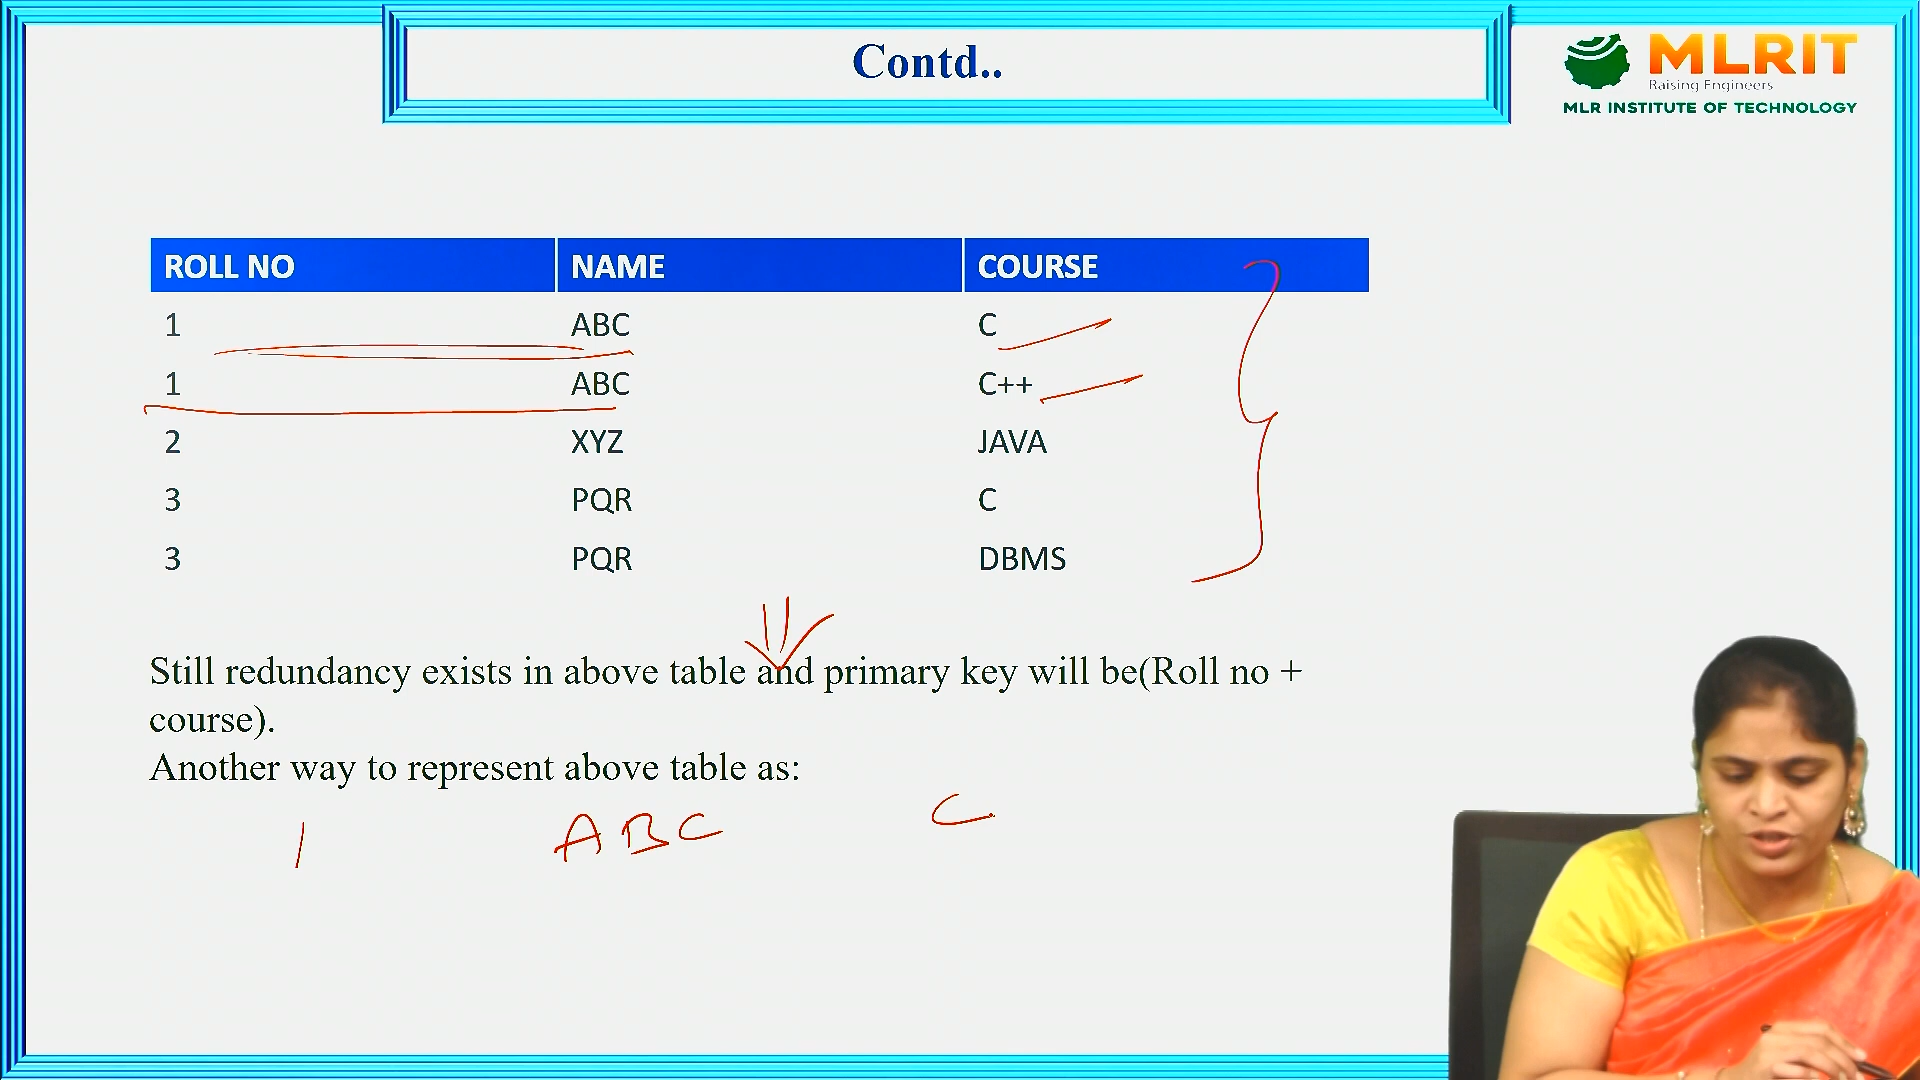 Contd..
MLRIT
Raising Engineers
MLR INSTITUTE OF TECHNOLOGY
ROLL NO NAME COURSE
1 ABC C
1 ABC C++
2 XYZ JAVA
3 PQR C
3 PQR DBMS
Still redundancy exists in above table and primary key will be(Roll no +
course).
Another way to represent above table as:
1 ABC C